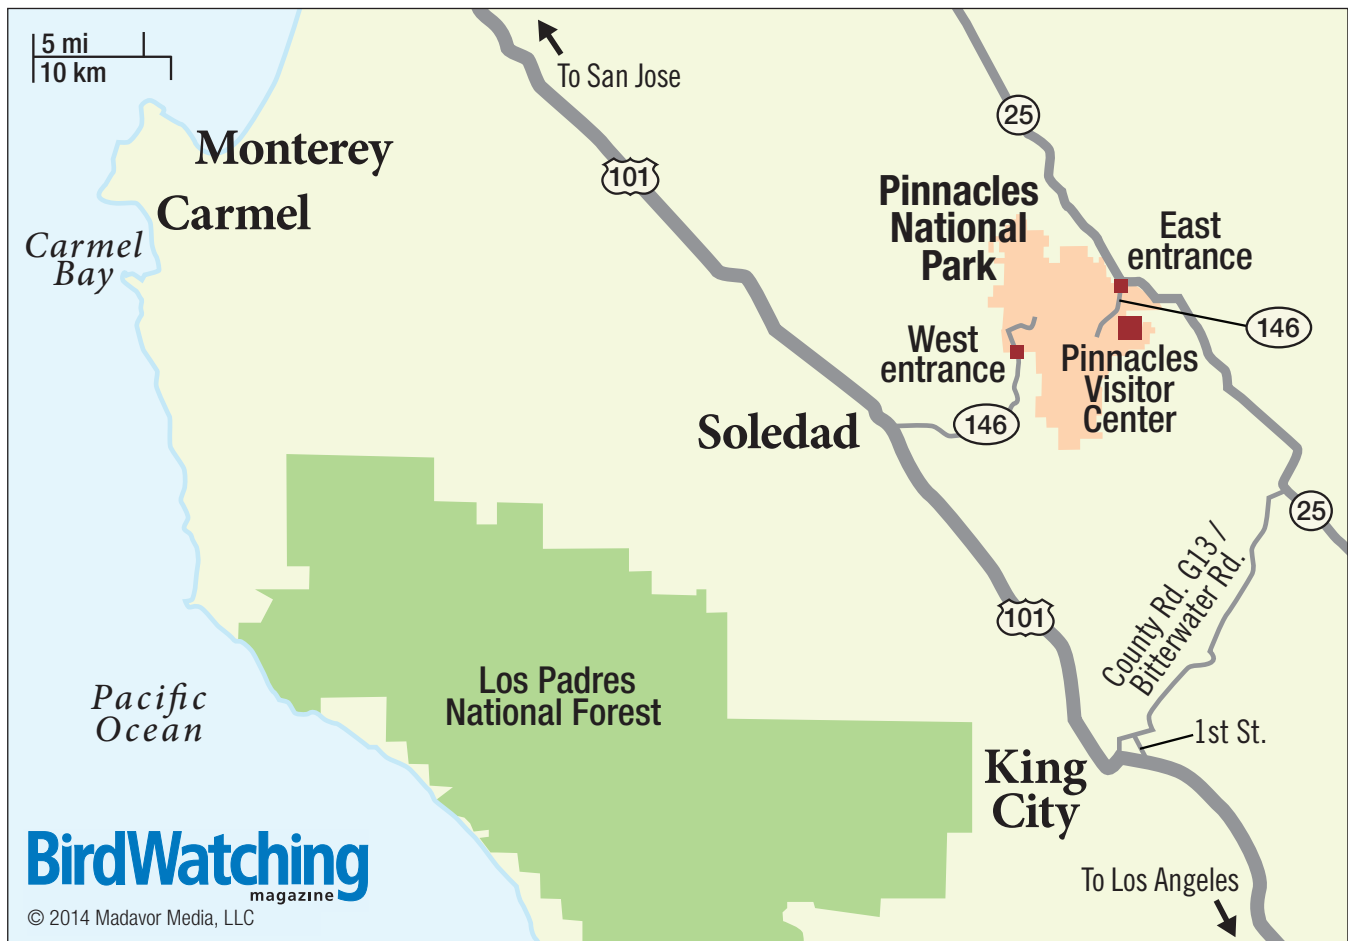 5 mi
10 km
To San Jose
25
Monterey
101
Pinnacles
National
Park
Carmel
East
entrance
Carmel
Bay
146
West
entrance
Pinnacles
Visitor
Center
Soledad
146
25
County Rd. G13 /
Bitterwater Rd.
101
Los Padres
National Forest
Pacific
Ocean
1st St.
King
City
BirdWatching
magazine
To Los Angeles
© 2014 Madavor Media, LLC